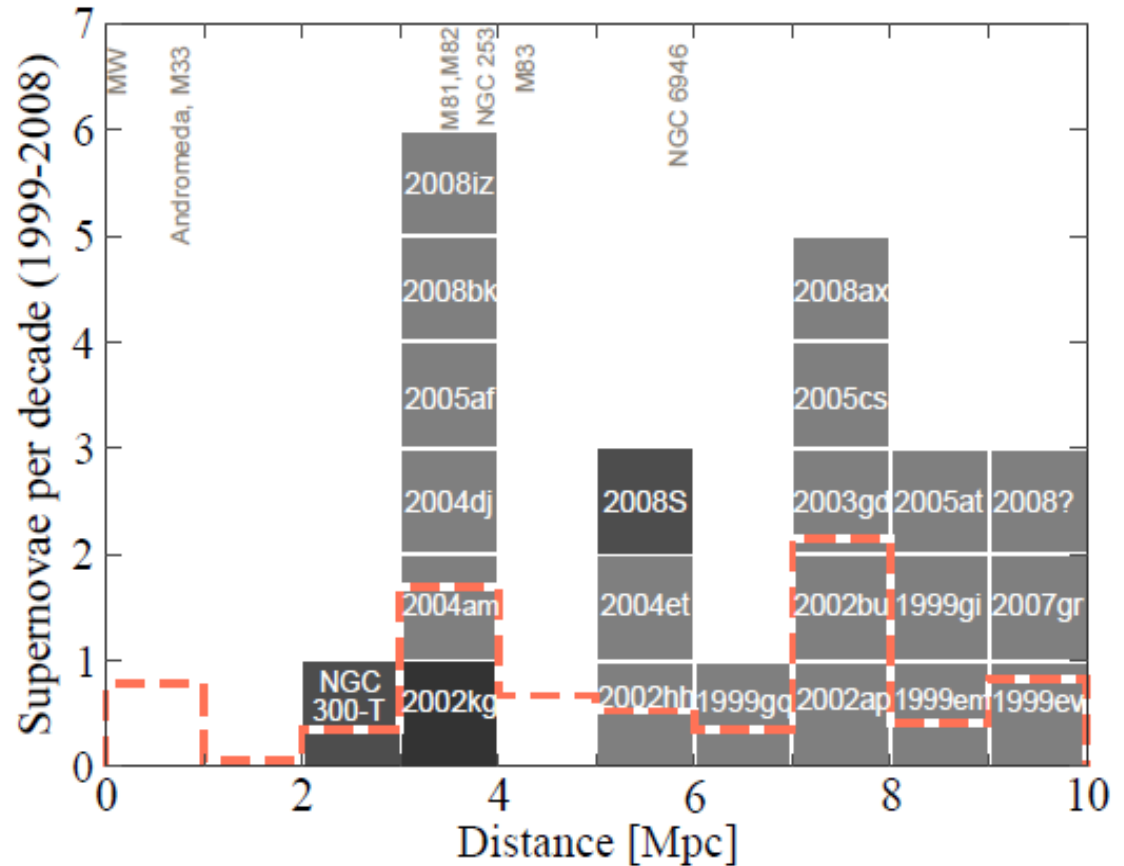 Supernovae per decade (1999-2008)
7
6
5
4
3
2
1
0
MW
Andromeda, M33
M81,M82
NGC 253
M83
NGC 6946
NGC
300-T
2008iz
2008bk
2005af
2004dj
2004am
2002kg
2008S
2004et
2002hh
1999gq
2008ax
2005cs
2003gd
2002bu
2002ap
2005at
1999gi
1999em
2008?
2007gr
1999ev
0
2
4
6
8
10
Distance [Mpc]